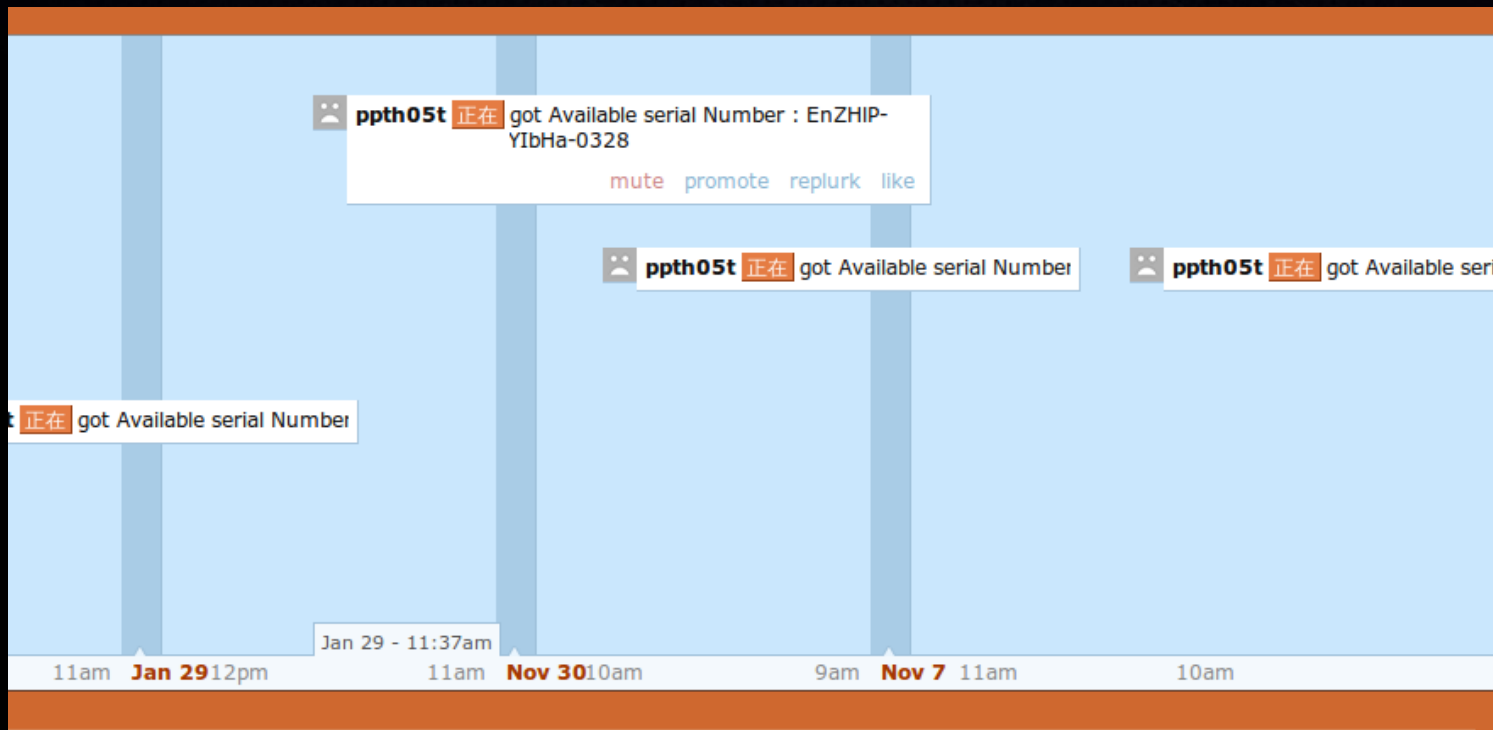 ppth05t 正在 got Available serial Number : EnZHIP-
YIbHa-0328
mute promote replurk like
ppth05t 正在 got Available serial Number
ppth05t 正在 got Available seri
t 正在 got Available serial Number
Jan 29 - 11:37am
11am Jan 29 12pm 11am Nov 30 10am 9am Nov 7 11am 10am